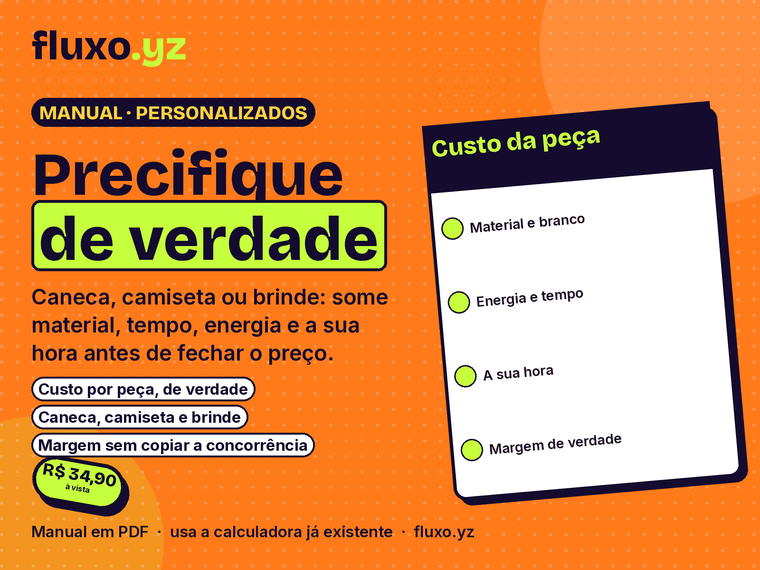 fluxo.yz
MANUAL · PERSONALIZADOS
Precifique
de verdade
Caneca, camiseta ou brinde: some
material, tempo, energia e a sua
hora antes de fechar o preço.
Custo por peça, de verdade
Caneca, camiseta e brinde
Margem sem copiar a concorrência
R$ 34,90
à vista
Custo da peça
Material e branco
Energia e tempo
A sua hora
Margem de verdade
Manual em PDF · usa a calculadora já existente · fluxo.yz